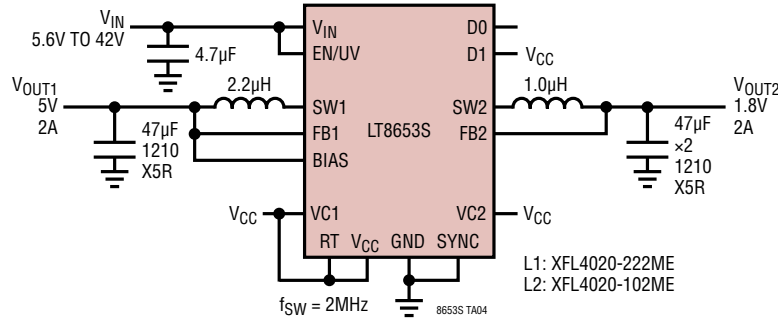 VIN
5.6V TO 42V
4.7µF
VIN
EN/UV
D0
D1
VCC
VOUT1
5V
2A
2.2µH
47µF
1210
X5R
SW1
FB1
BIAS
LT8653S
SW2
FB2
1.0µH
VOUT2
1.8V
2A
47µF
×2
1210
X5R
VCC
VC1
VC2
VCC
RT VCC GND SYNC
fSW = 2MHz
8653S TA04
L1: XFL4020-222ME
L2: XFL4020-102ME